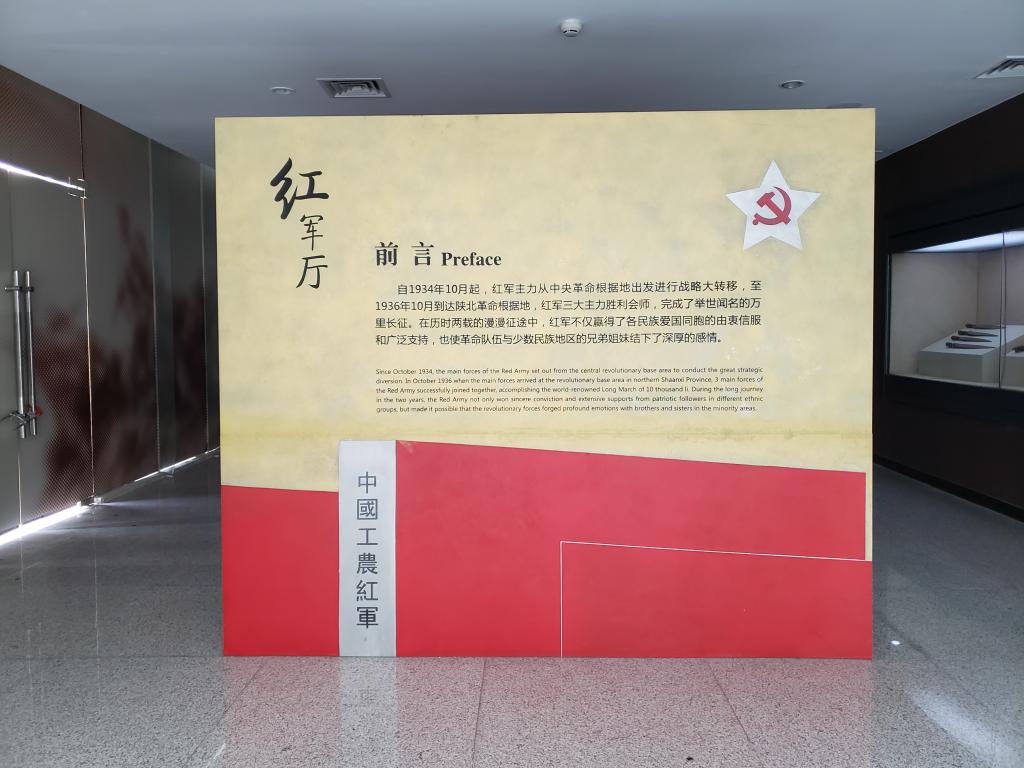 红军厅
前言 Preface
自1934年10月起，红军主力从中央革命根据地出发进行战略大转移，至
1936年10月到达陕北革命根据地，红军三大主力胜利会师，完成了举世闻名的万
里长征。在历时两载的漫漫征途中，红军不仅赢得了各民族爱国同胞的由衷信服
和广泛支持，也使革命队伍与少数民族地区的兄弟姐妹结下了深厚的感情。
Since October 1934, the main forces of the Red Army set out from the central revolutionary base area to conduct the great strategic
diversion. In October 1936 when the main forces arrived at the revolutionary base area in northern Shaanxi Province, 3 main forces of
the Red Army successfully joined together, accomplishing the world-renowned Long March of 10 thousand li. During the long journey
in the two years, the Red Army not only won sincere conviction and extensive supports from patriotic followers in different ethnic
groups, but made it possible that the revolutionary forces forged profound emotions with brothers and sisters in the minority areas.
中國工農紅軍